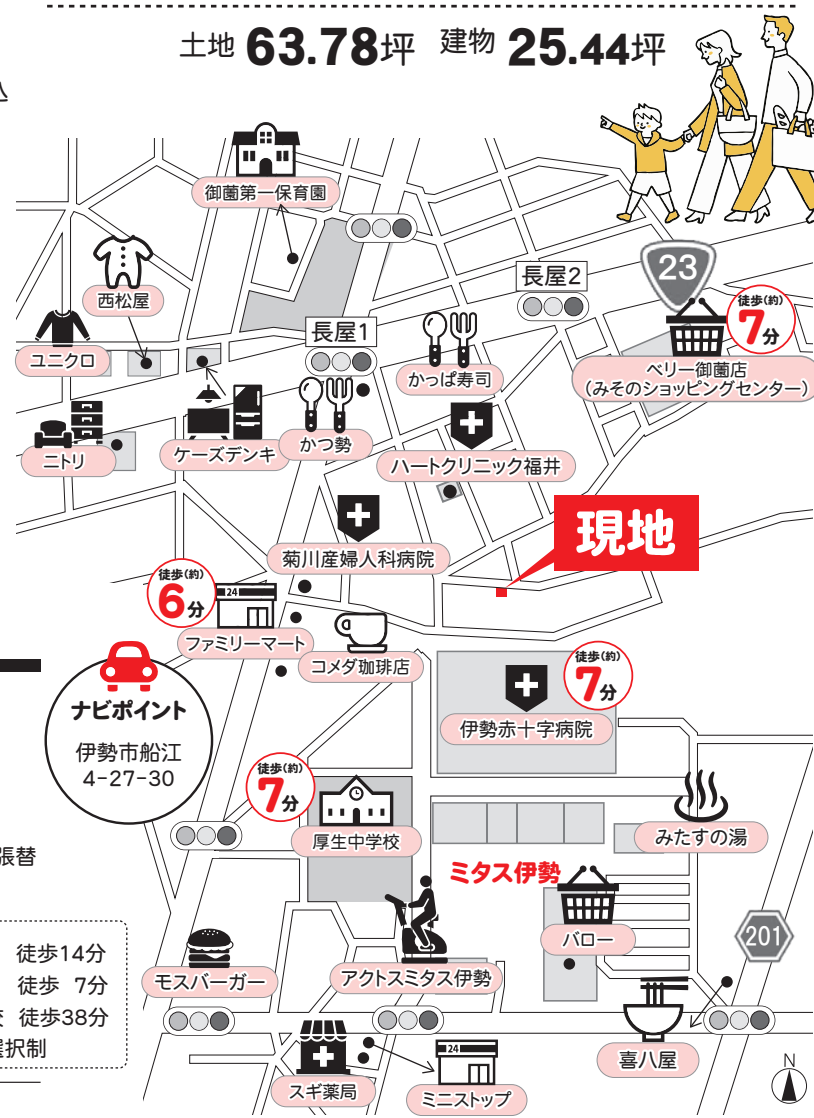 土地 63.78坪 建物 25.44坪
御薗第一保育園
西松屋
長屋2
23
徒歩(約)
7分
ユニクロ
長屋1
かっぱ寿司
ベリー御薗店
(みそのショッピングセンター)
ニトリ
ケーズデンキ
かつ勢
ハートクリニック福井
現地
菊川産婦人科病院
徒歩(約)
6分
24
ファミリーマート
コメダ珈琲店
徒歩(約)
7分
伊勢赤十字病院
ナビポイント
伊勢市船江
4-27-30
徒歩(約)
7分
厚生中学校
みたすの湯
張替
ミタス伊勢
バロー
201
徒歩14分
徒歩 7分
徒歩38分
択制
モスバーガー
アクトスミタス伊勢
喜八屋
スギ薬局
24
ミニストップ
N